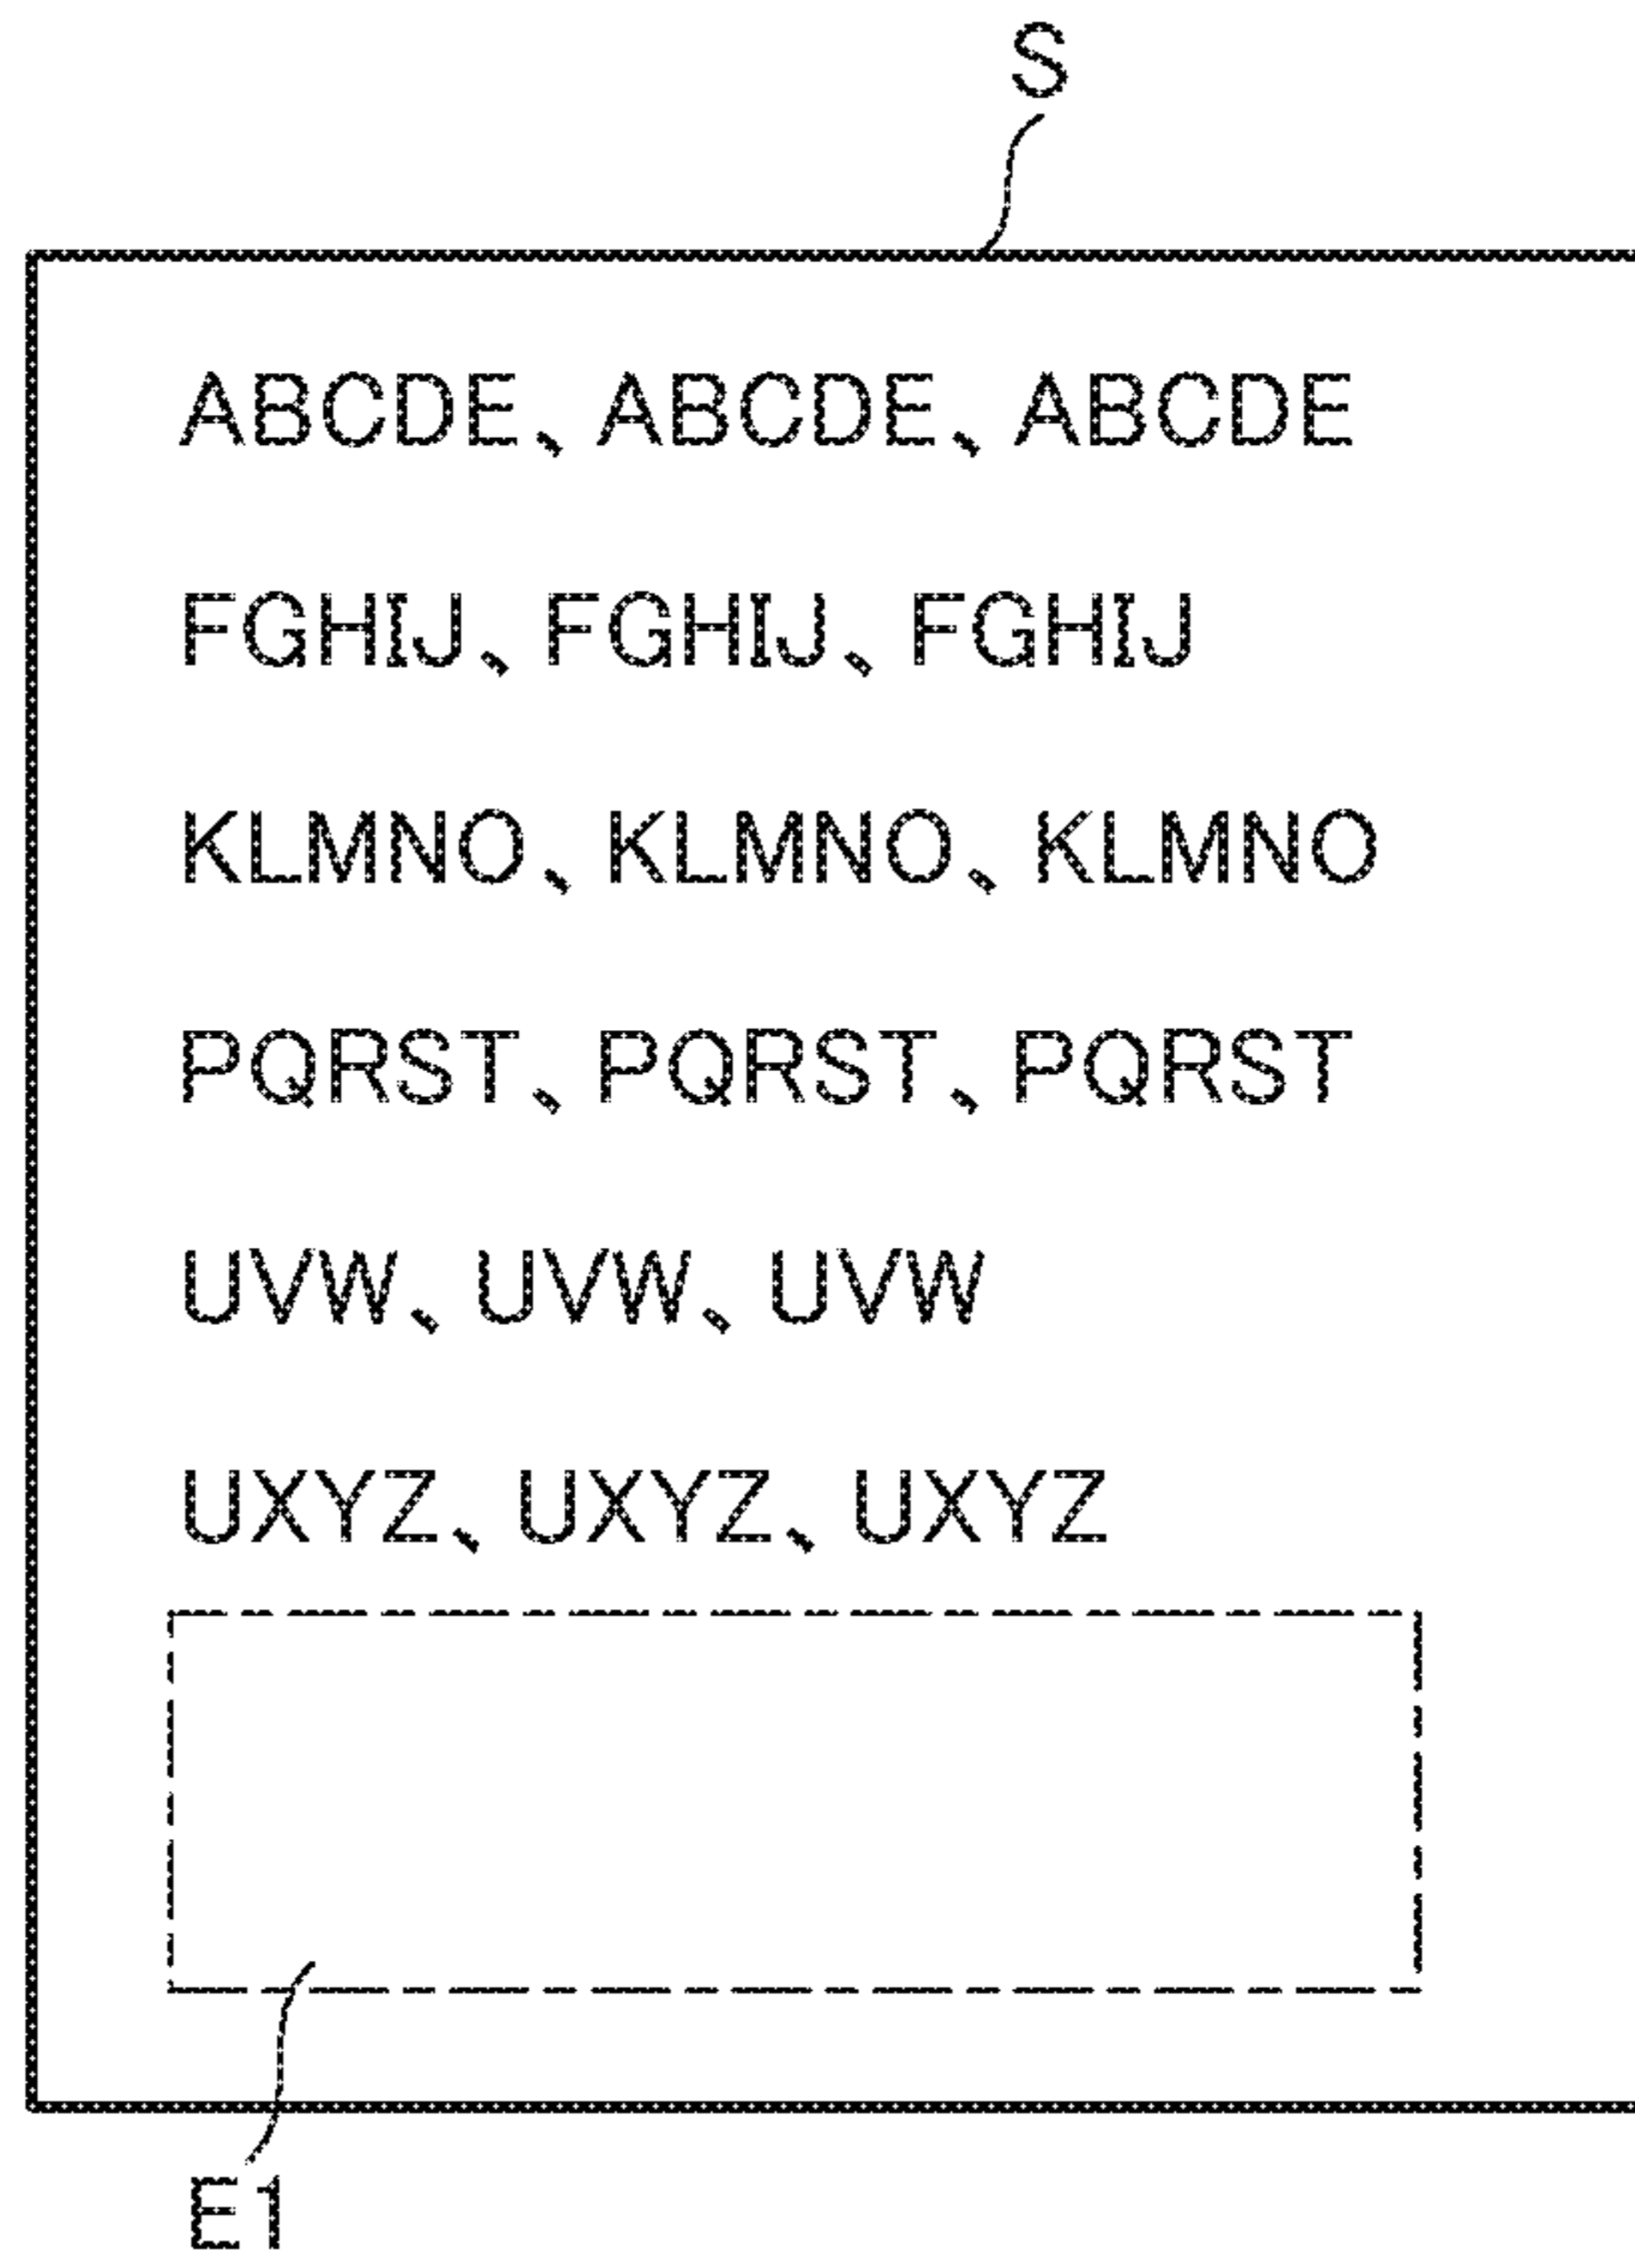 S
ABCDE、ABCDE、ABCDE
FGHIJ、FGHIJ、FGHIJ
KLMNO、KLMNO、KLMNO
PQRST、PQRST、PQRST
UVW、UVW、UVW
UXYZ、UXYZ、UXYZ
E1